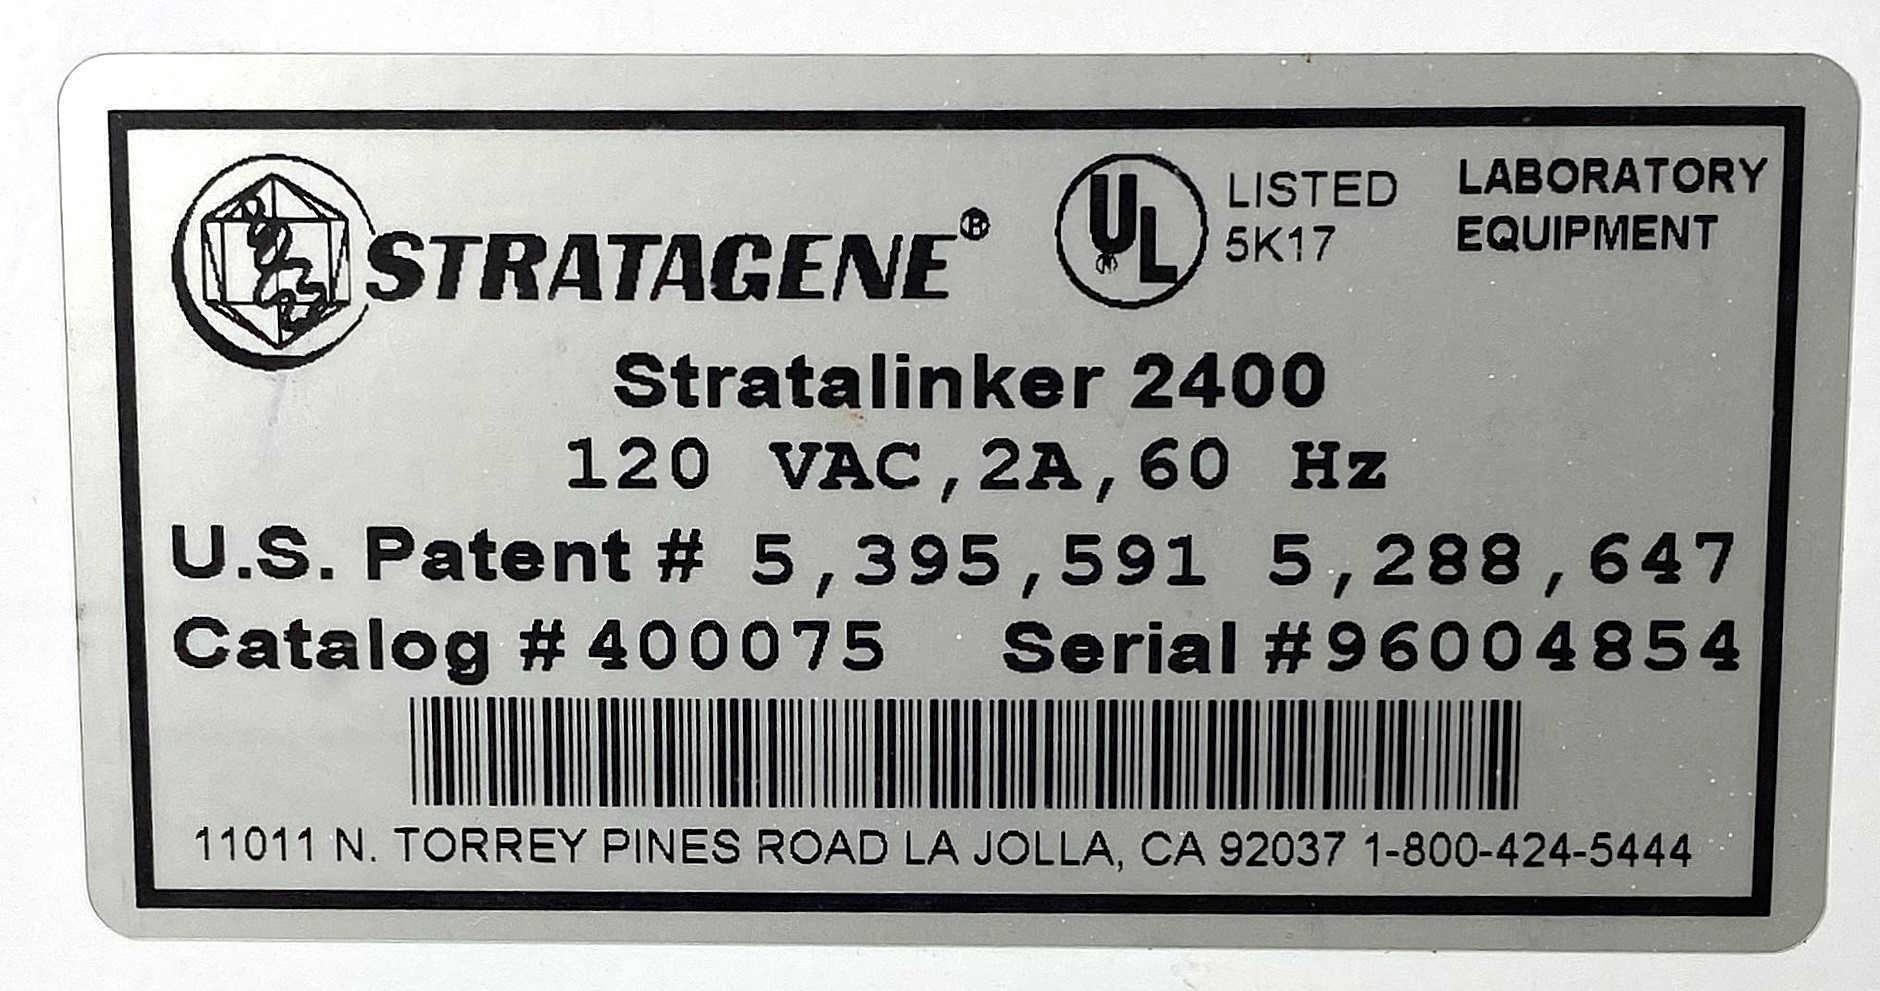 STRATAGENE®
UL LISTED 5K17
LABORATORY EQUIPMENT
Stratalinker 2400
120 VAC,2A,60 Hz
U.S. Patent # 5,395,591 5,288,647
Catalog #400075 Serial #96004854
11011 N. TORREY PINES ROAD LA JOLLA, CA 92037 1-800-424-5444